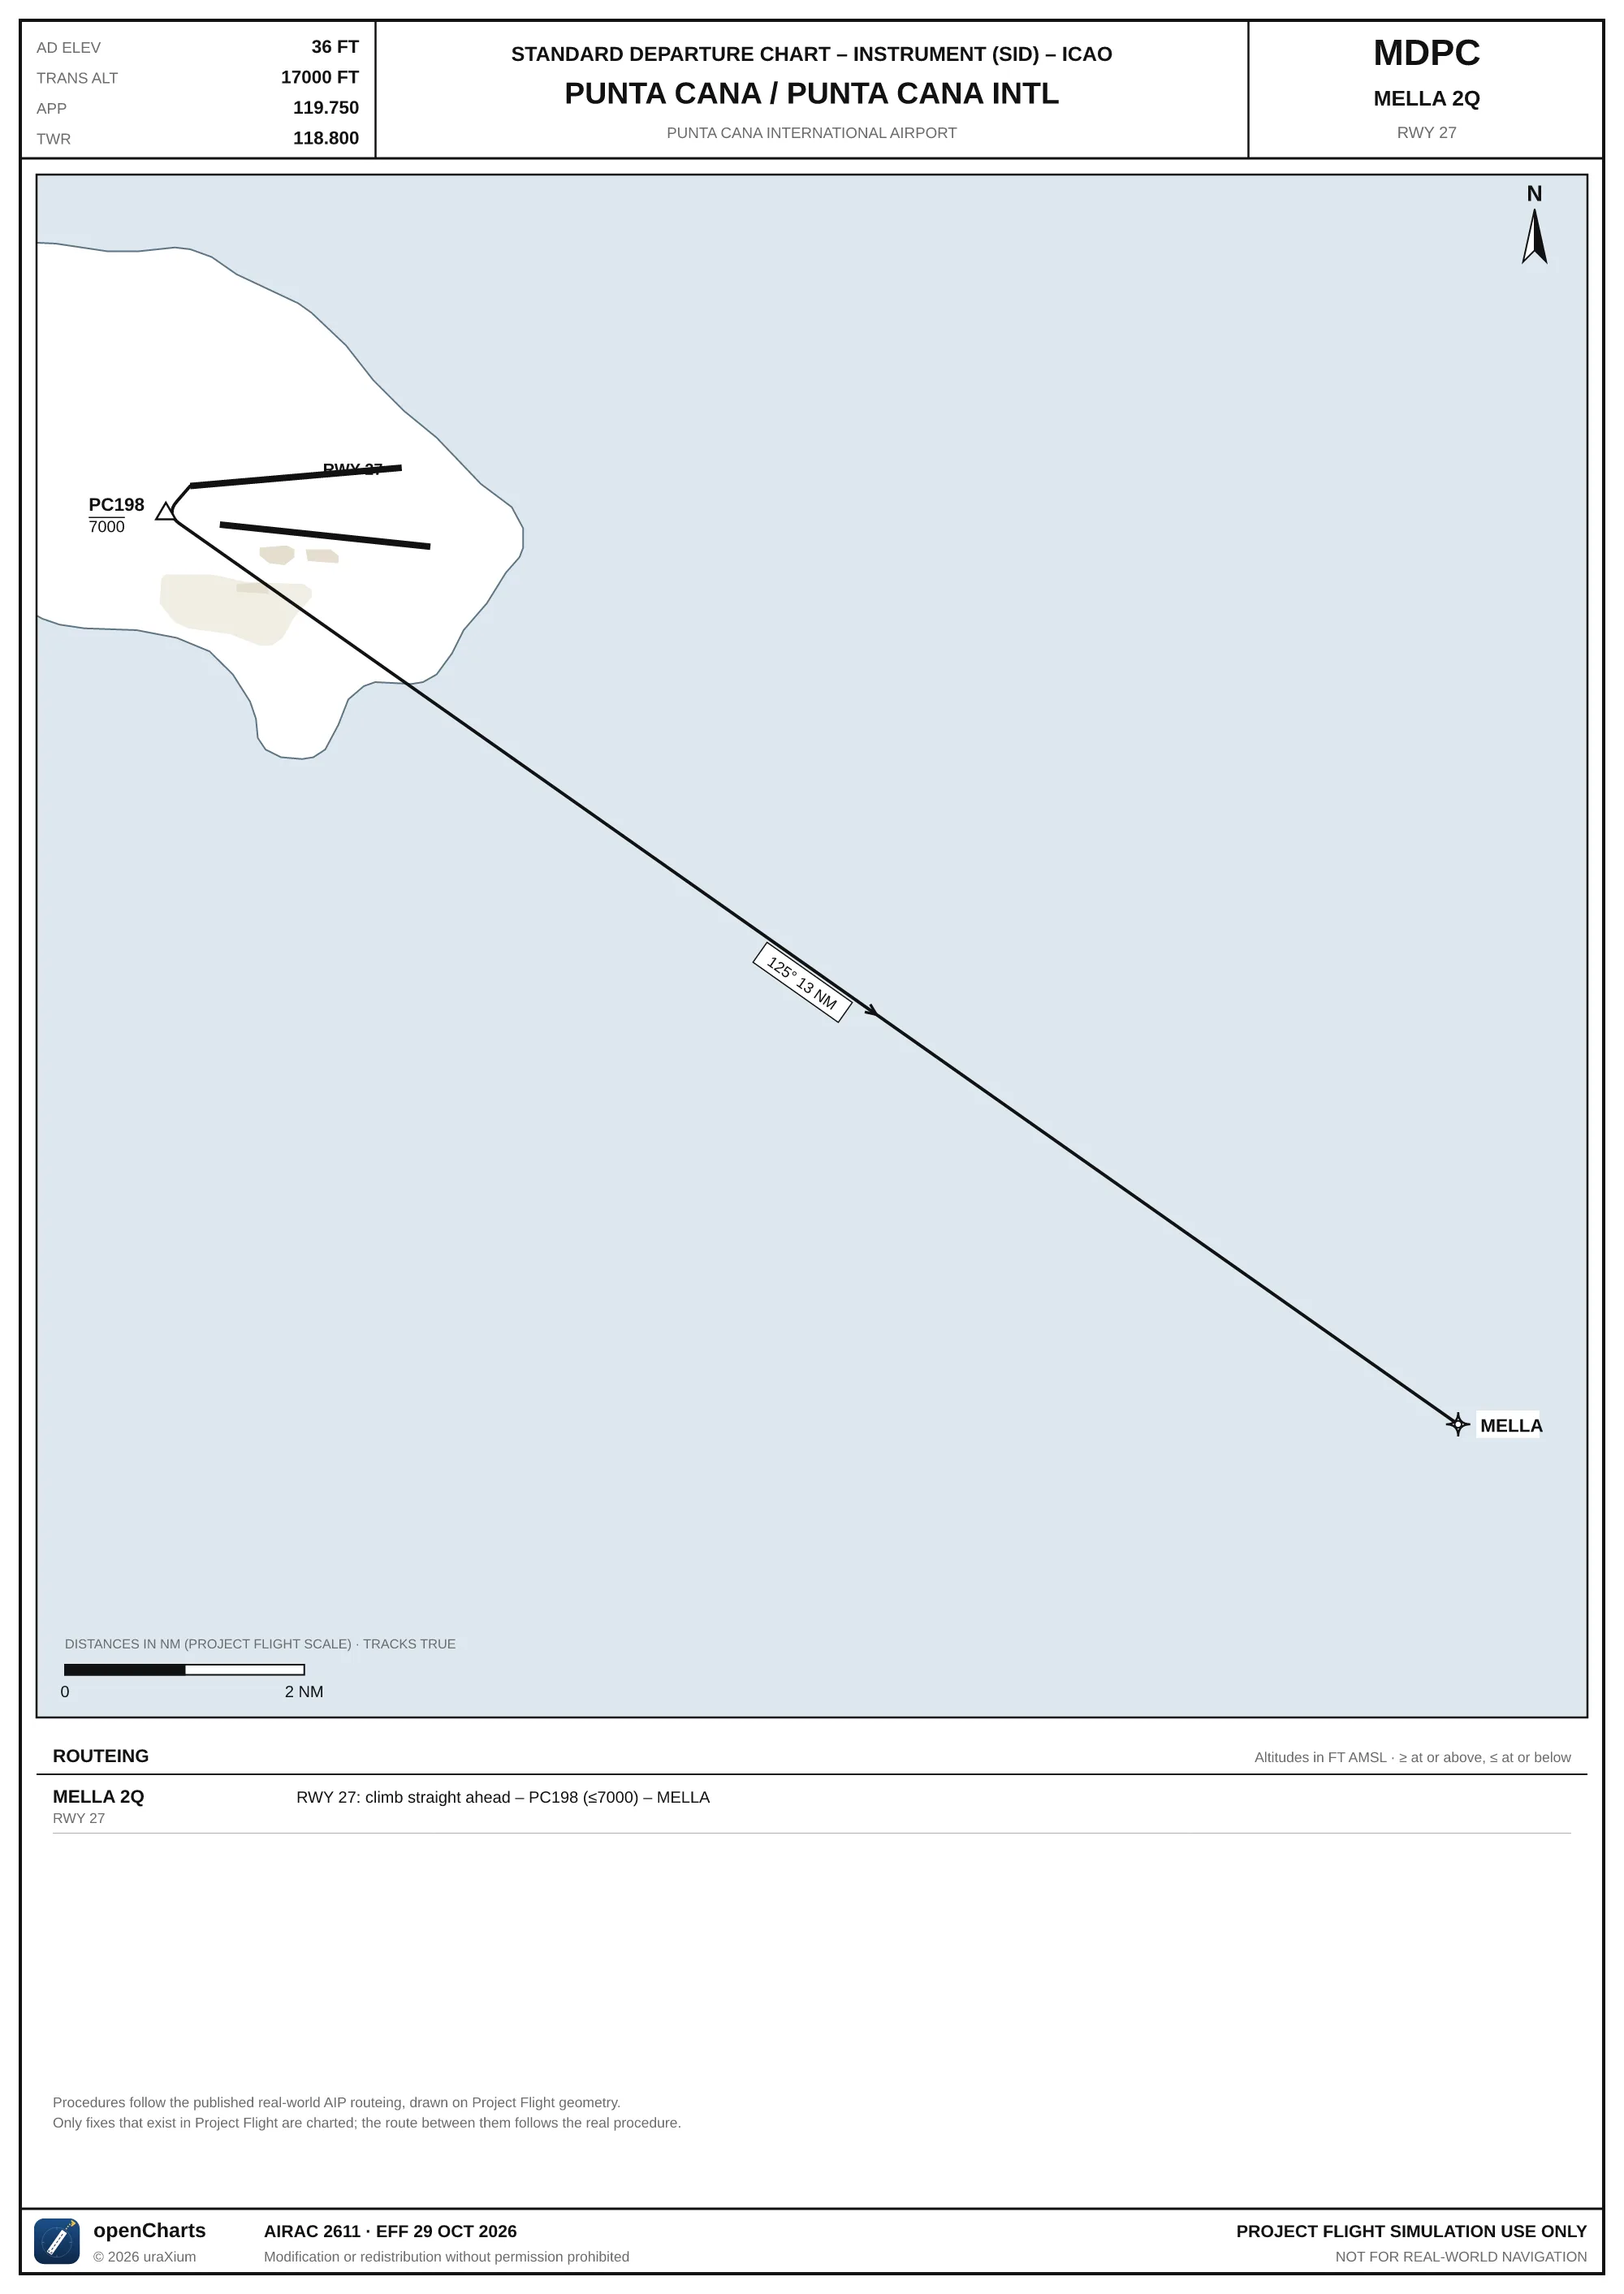 AD ELEV 36 FT
TRANS ALT 17000 FT
APP 119.750
TWR 118.800
STANDARD DEPARTURE CHART – INSTRUMENT (SID) – ICAO
PUNTA CANA / PUNTA CANA INTL
PUNTA CANA INTERNATIONAL AIRPORT
MDPC
MELLA 2Q
RWY 27
N
RWY 27
PC198
7000
125° 13 NM
MELLA
DISTANCES IN NM (PROJECT FLIGHT SCALE) · TRACKS TRUE
0 2 NM
ROUTEING Altitudes in FT AMSL · ≥ at or above, ≤ at or below
MELLA 2Q RWY 27: climb straight ahead – PC198 (≤7000) – MELLA
RWY 27
Procedures follow the published real-world AIP routeing, drawn on Project Flight geometry.
Only fixes that exist in Project Flight are charted; the route between them follows the real procedure.
openCharts AIRAC 2611 · EFF 29 OCT 2026 PROJECT FLIGHT SIMULATION USE ONLY
© 2026 uraXium Modification or redistribution without permission prohibited NOT FOR REAL-WORLD NAVIGATION